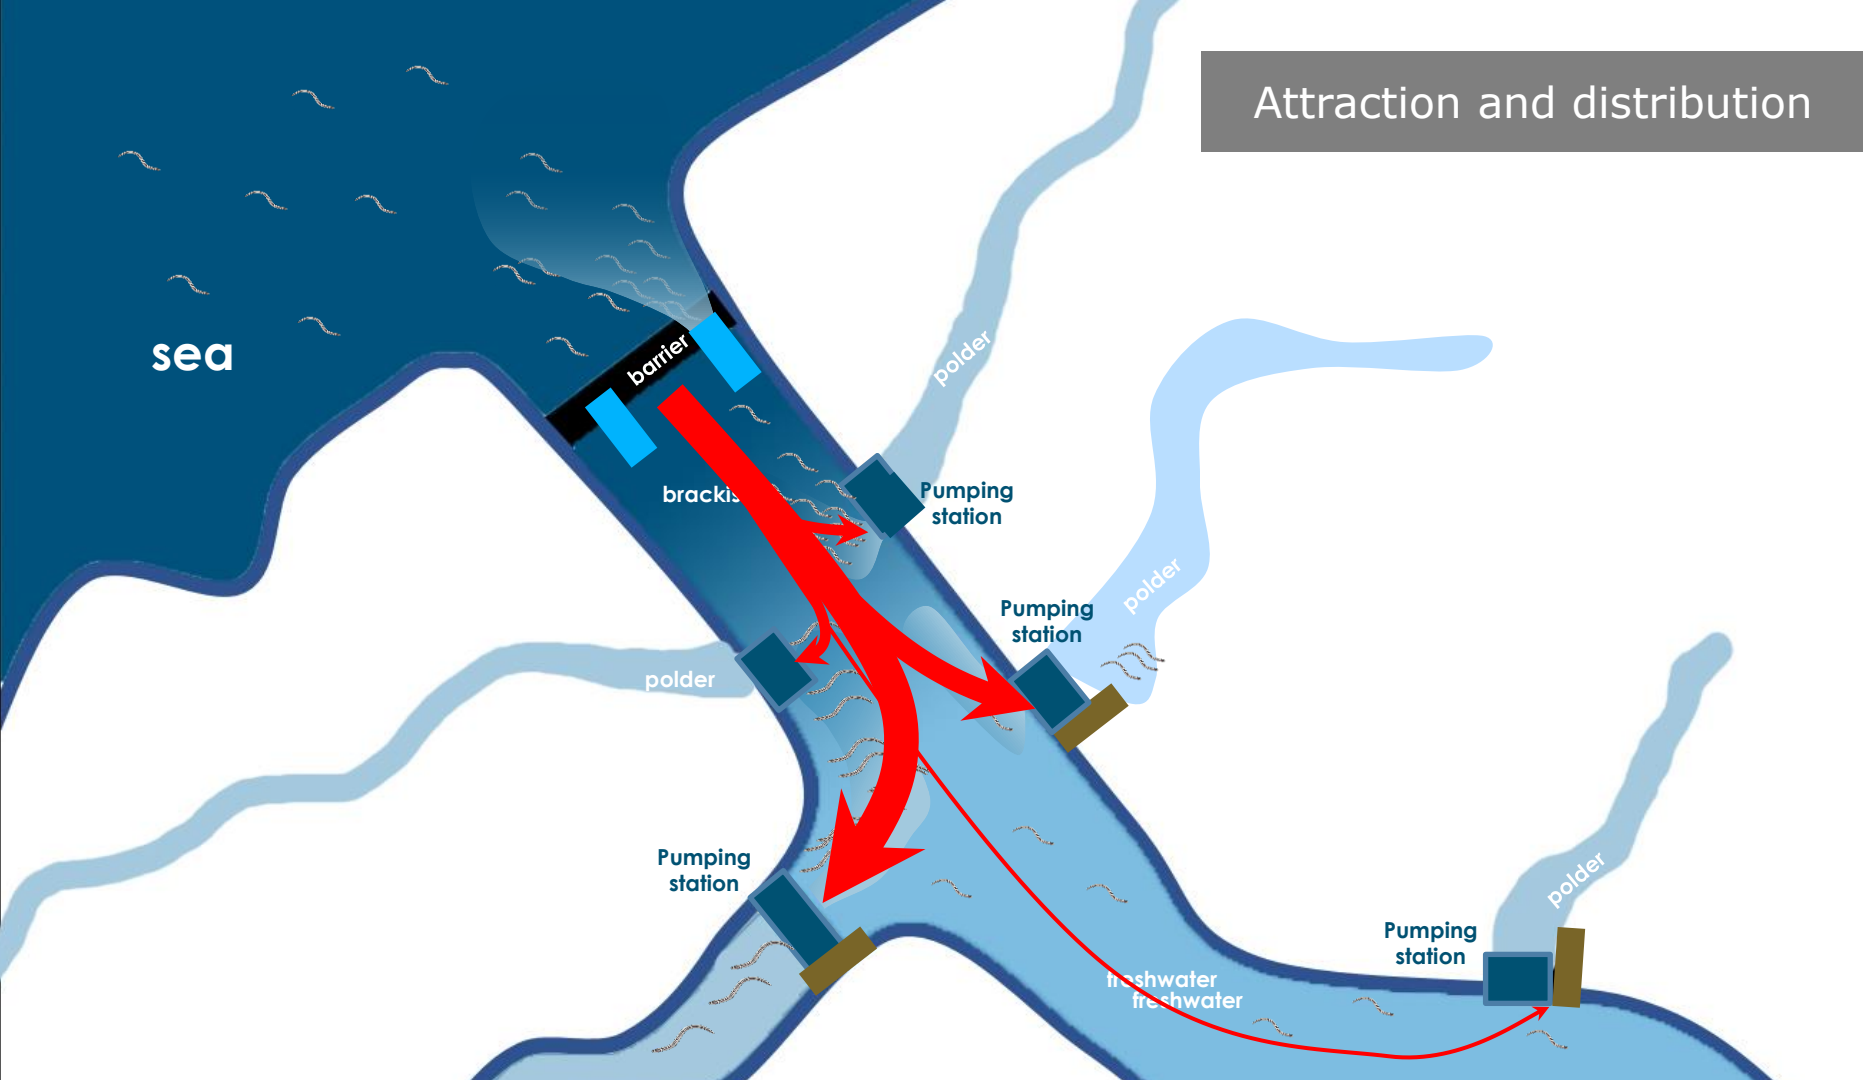 Attraction and distribution
sea
barrier
polder
brackis
Pumping
station
Pumping
station
polder
polder
Pumping
station
polder
Pumping
station
freshwater
freshwater